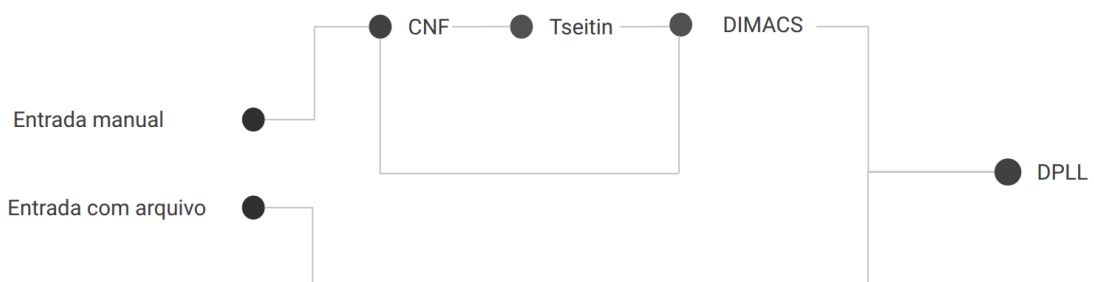 CNF
Tseitin
DIMACS
Entrada manual
DPLL
Entrada com arquivo